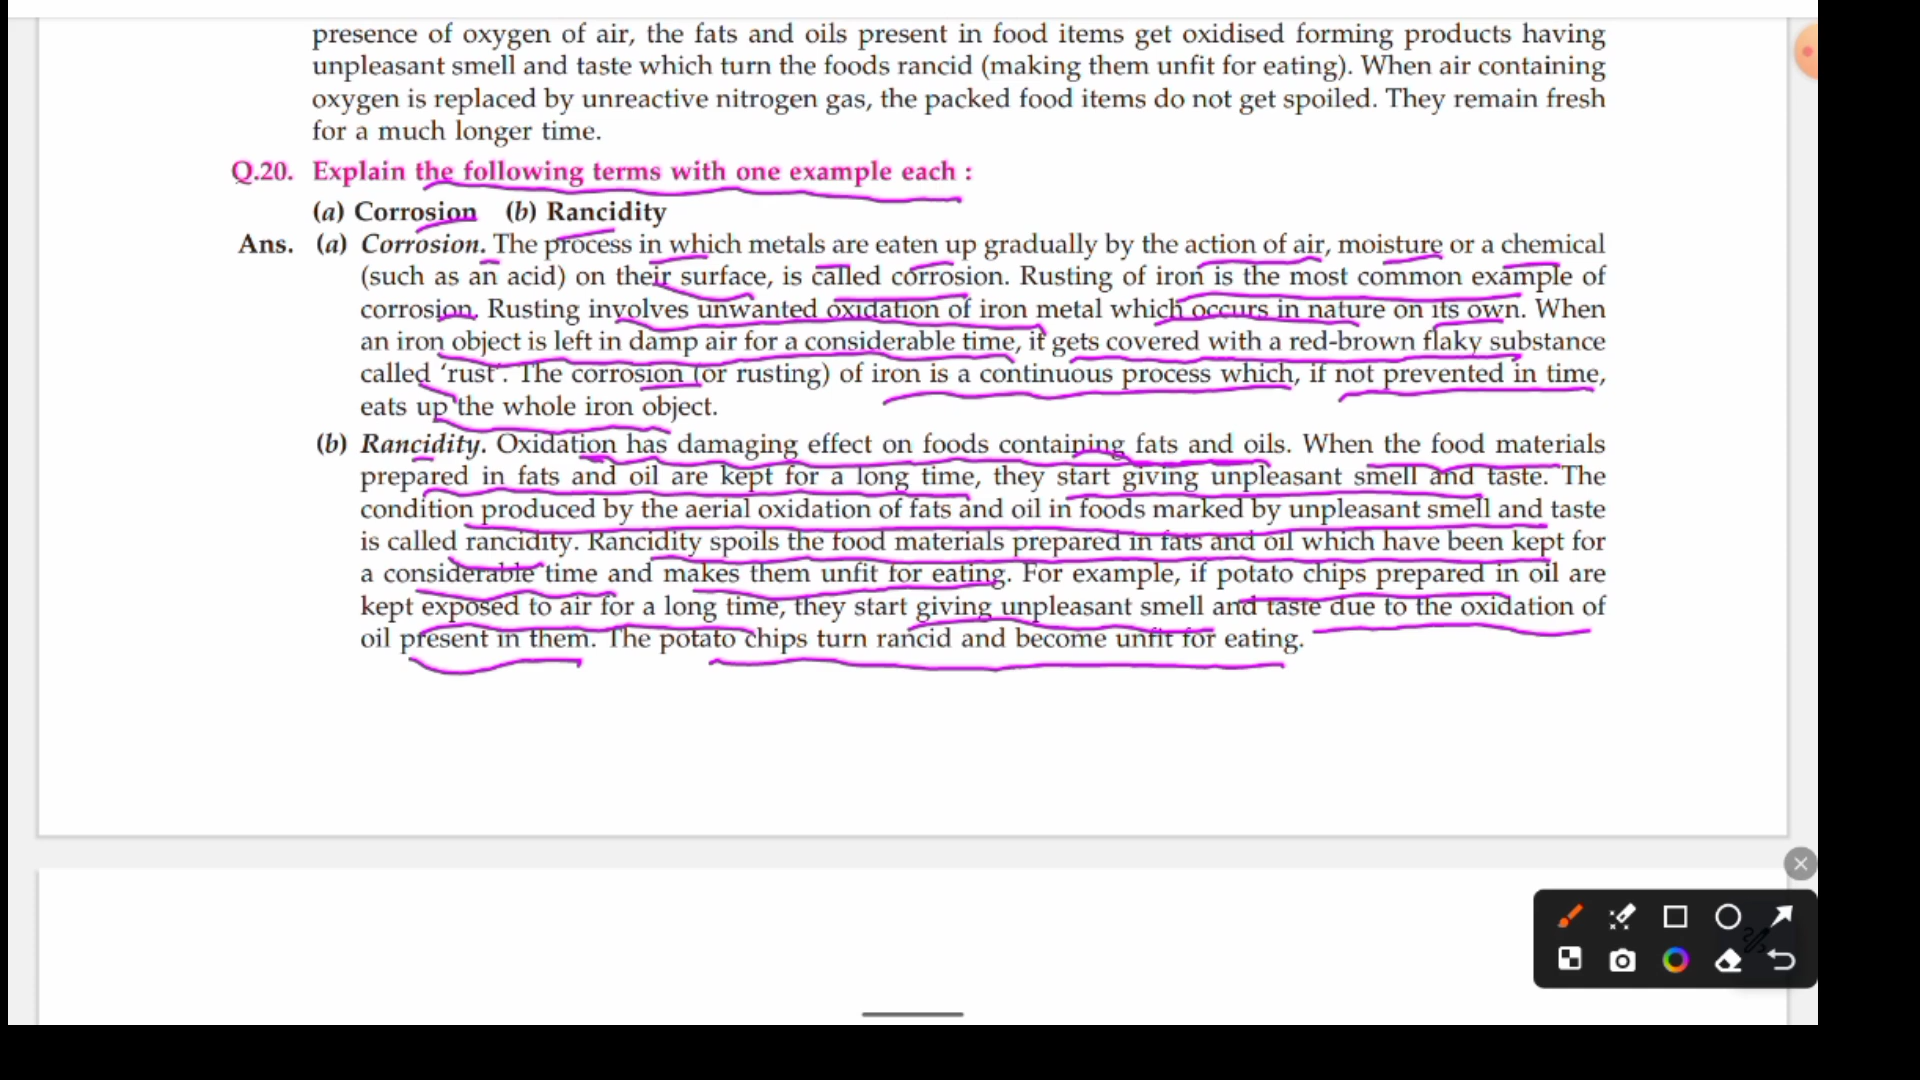 presence of oxygen of air, the fats and oils present in food items get oxidised forming products having
unpleasant smell and taste which turn the foods rancid (making them unfit for eating). When air containing
oxygen is replaced by unreactive nitrogen gas, the packed food items do not get spoiled. They remain fresh
for a much longer time.
Q.20. Explain the following terms with one example each :
(a) Corrosion (b) Rancidity
Ans. (a) Corrosion. The process in which metals are eaten up gradually by the action of air, moisture or a chemical
(such as an acid) on their surface, is called corrosion. Rusting of iron is the most common example of
corrosion. Rusting involves unwanted oxidation of iron metal which occurs in nature on its own. When
an iron object is left in damp air for a considerable time, it gets covered with a red-brown flaky substance
called ‘rust’. The corrosion (or rusting) of iron is a continuous process which, if not prevented in time,
eats up the whole iron object.
(b) Rancidity. Oxidation has damaging effect on foods containing fats and oils. When the food materials
prepared in fats and oil are kept for a long time, they start giving unpleasant smell and taste. The
condition produced by the aerial oxidation of fats and oil in foods marked by unpleasant smell and taste
is called rancidity. Rancidity spoils the food materials prepared in fats and oil which have been kept for
a considerable time and makes them unfit for eating. For example, if potato chips prepared in oil are
kept exposed to air for a long time, they start giving unpleasant smell and taste due to the oxidation of
oil present in them. The potato chips turn rancid and become unfit for eating.